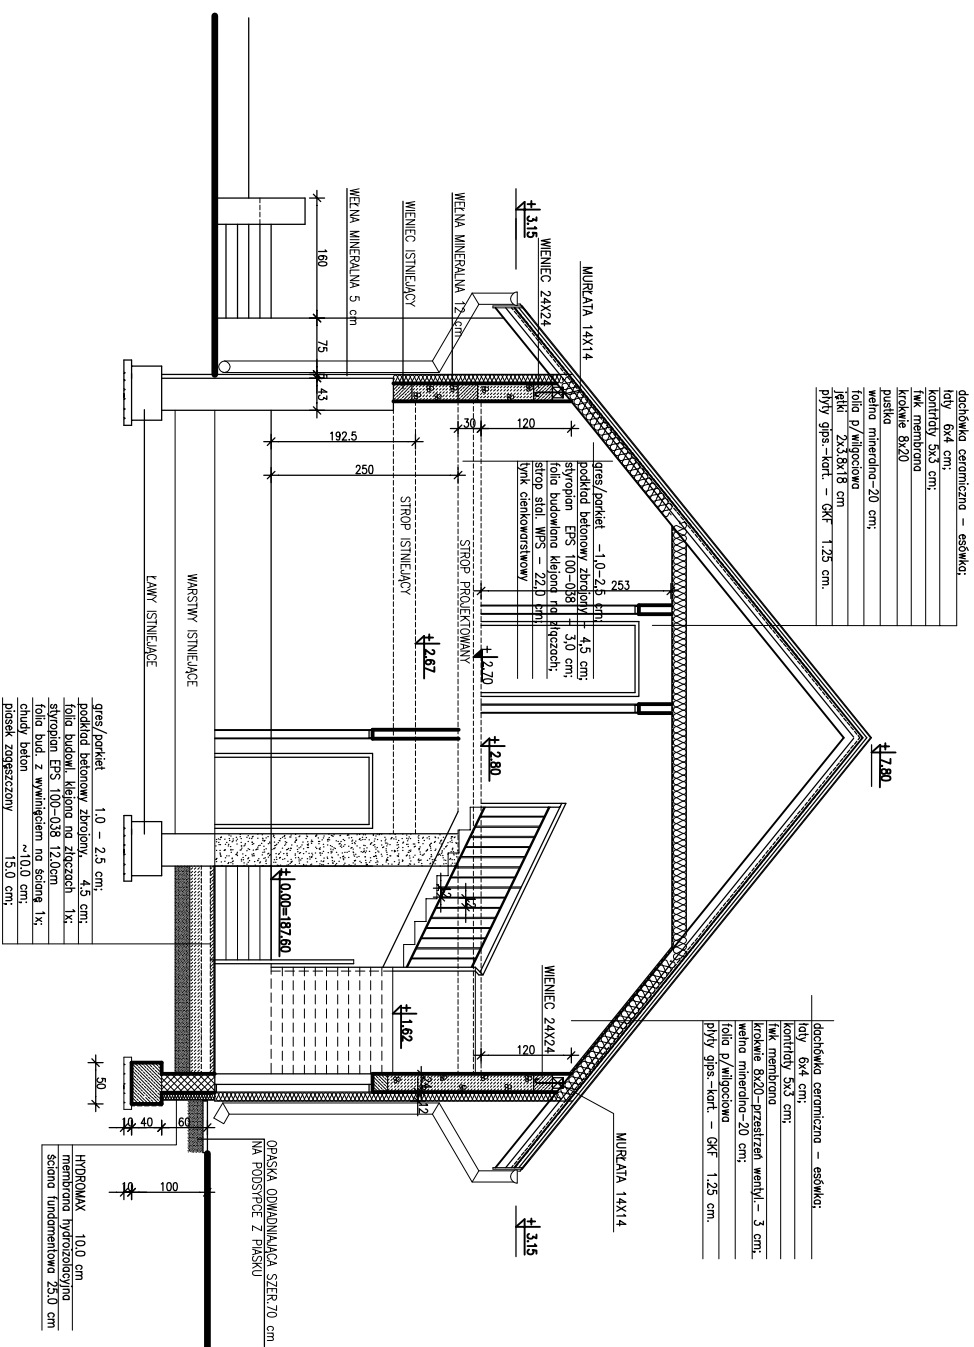 dachówka ceramiczna – esówka;
łaty 6x4 cm;
kontrłaty 5x3 cm;
fwk membrana
krokwie 8x20
pustka
wełna mineralna-20 cm;
folia p/wilgociowa
jętki 2x3.8x18 cm
płyty gips.-kart. – GKF 1.25 cm.
dachówka ceramiczna – esówka;
łaty 6x4 cm;
kontrłaty 5x3 cm;
fwk membrana
krokwie 8x20-przestrzeń wentyl.- 3 cm;
wełna mineralna-20 cm;
folia p/wilgociowa
płyty gips.-kart. – GKF 1.25 cm.
+7.80
MURŁATA 14X14
WIENIEC 24X24
+3.15
WEŁNA MINERALNA 12 cm
WIENIEC ISTNIEJĄCY
WEŁNA MINERALNA 5 cm
MURŁATA 14X14
WIENIEC 24X24
+3.15
253
120
30
120
gres/parkiet -1,0-2,5 cm;
podkład betonowy zbrojony – 4,5 cm;
styropian EPS 100-038 – 3,0 cm;
folia budowlana klejona na złączach;
strop stal. WPS – 22,0 cm;
tynk cienkowarstwowy
+2.70
+2.80
STROP PROJEKTOWANY
+2.67
STROP ISTNIEJĄCY
192.5
250
+1.62
+0.00=187.60
160
75
43
12
WARSTWY ISTNIEJĄCE
ŁAWY ISTNIEJĄCE
gres/parkiet 1.0 – 2.5 cm;
podkład betonowy zbrojony, 4.5 cm;
folia budowl. klejona na złączach 1x;
styropian EPS 100-038 12.0cm
folia bud. z wywinięciem na ścianę 1x;
chudy beton ~10.0 cm;
piasek zagęszczony 15.0 cm;
50
10
40
60
10
100
OPASKA ODWADNIAJĄCA SZER.70 cm
NA PODSYPCE Z PIASKU
HYDROMAX 10.0 cm
membrana hydroizolacyjna
ściana fundamentowa 25.0 cm